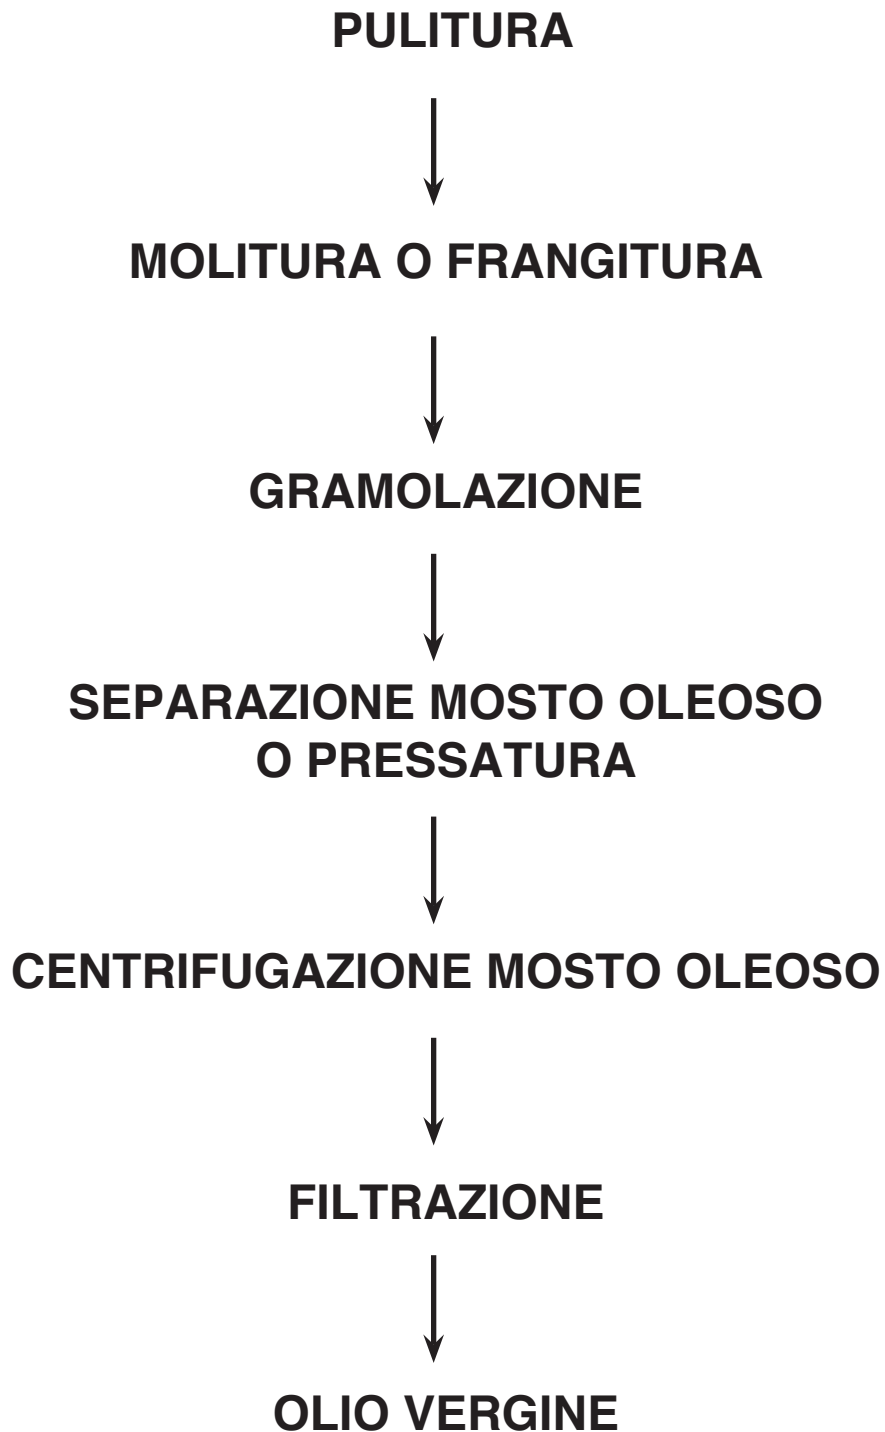 PULITURA
MOLITURA O FRANGITURA
GRAMOLAZIONE
SEPARAZIONE MOSTO OLEOSO
O PRESSATURA
CENTRIFUGAZIONE MOSTO OLEOSO
FILTRAZIONE
OLIO VERGINE